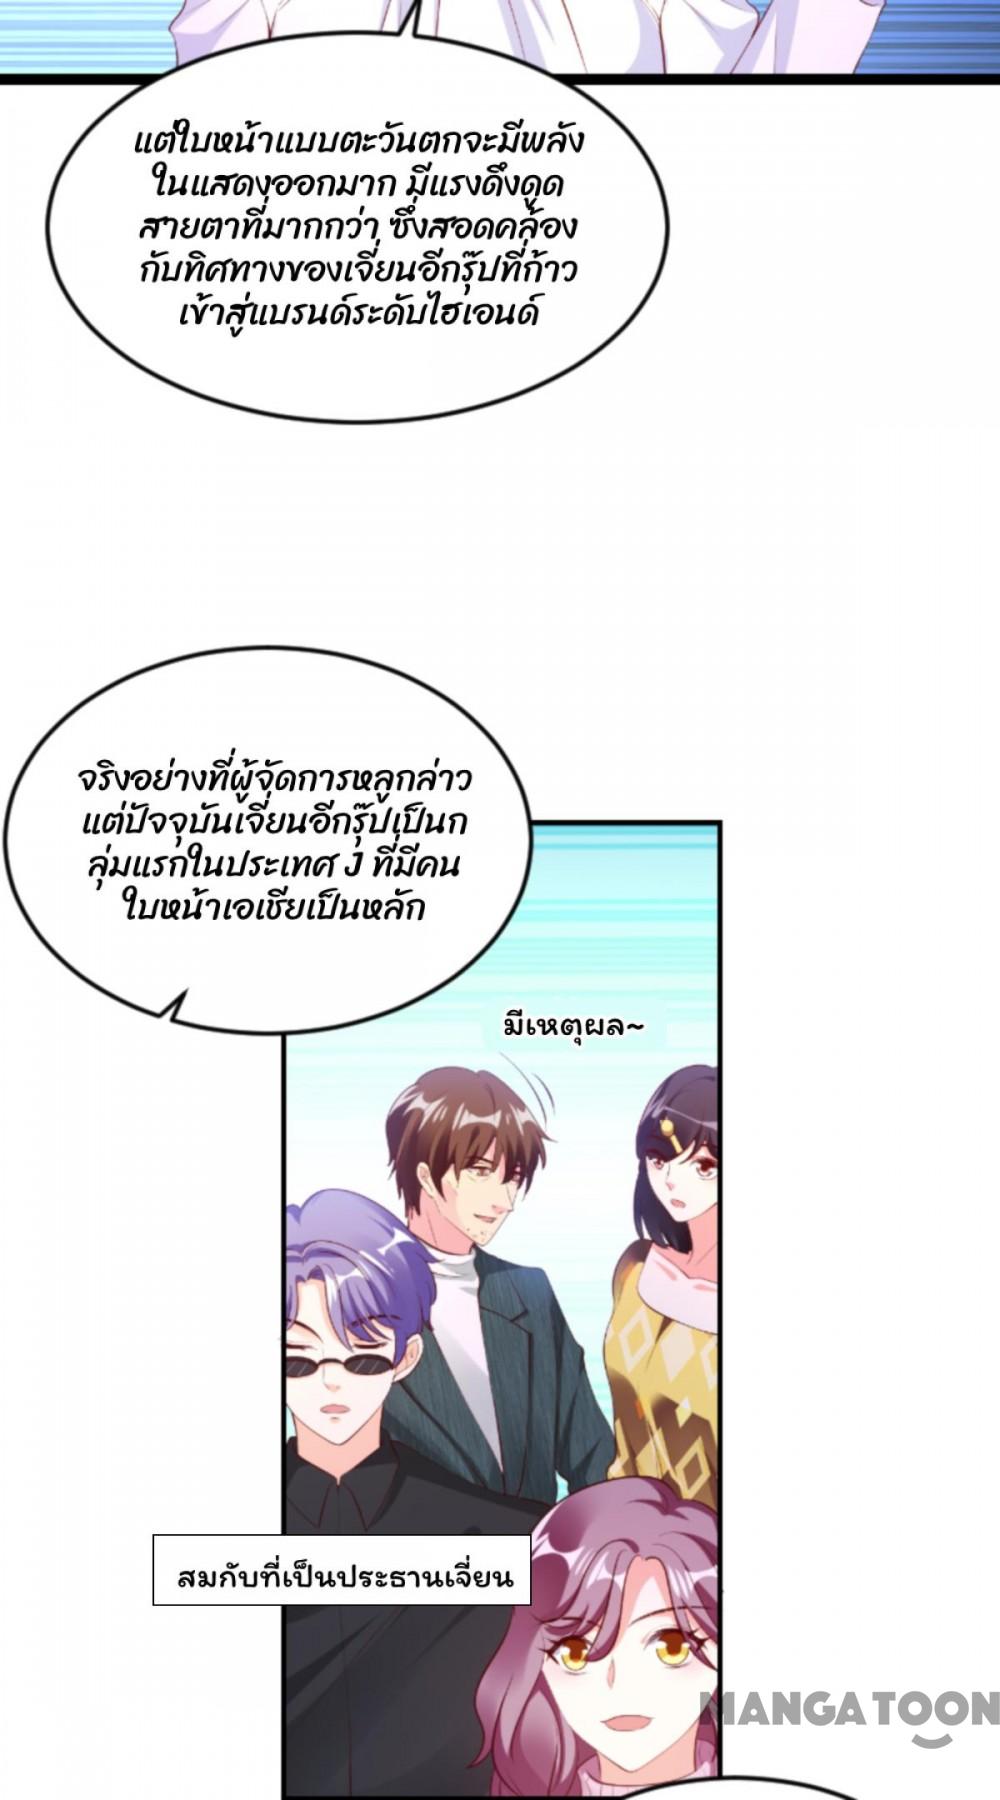 แต่ใบหน้าแบบตะวันตกจะมีพลัง
ในแสดงออกมาก มีแรงดึงดูด
สายตาที่มากกว่า ซึ่งสอดคล้อง
กับทิศทางของเจี่ยนอีกรุ๊ปที่ก้าว
เข้าสู่แบรนด์ระดับไฮเอนด์
จริงอย่างที่ผู้จัดการหลูกล่าว
แต่ปัจจุบันเจี่ยนอีกรุ๊ปเป็นก
ลุ่มแรกในประเทศ J ที่มีคน
ใบหน้าเอเชียเป็นหลัก
มีเหตุผล~
สมกับที่เป็นประธานเจี่ยน
MANGATOON